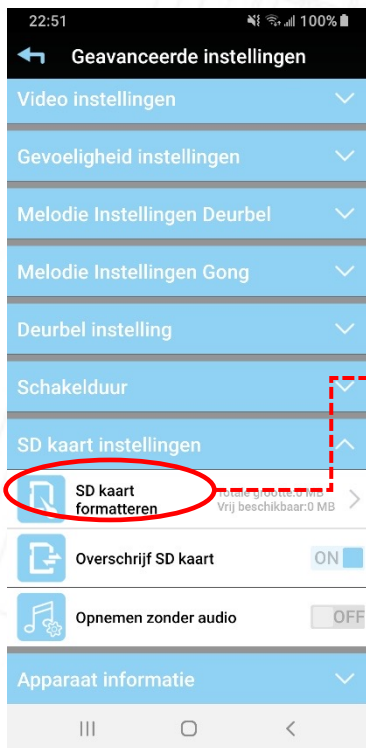 22:51 100%
Geavanceerde instellingen
Video instellingen
Gevoeligheid instellingen
Melodie Instellingen Deurbel
Melodie Instellingen Gong
Deurbel instelling
Schakelduur
SD kaart instellingen
SD kaart
formatteren
Totale grootte:0 MB
Vrij beschikbaar:0 MB
Overschrijf SD kaart ON
Opnemen zonder audio OFF
Apparaat informatie